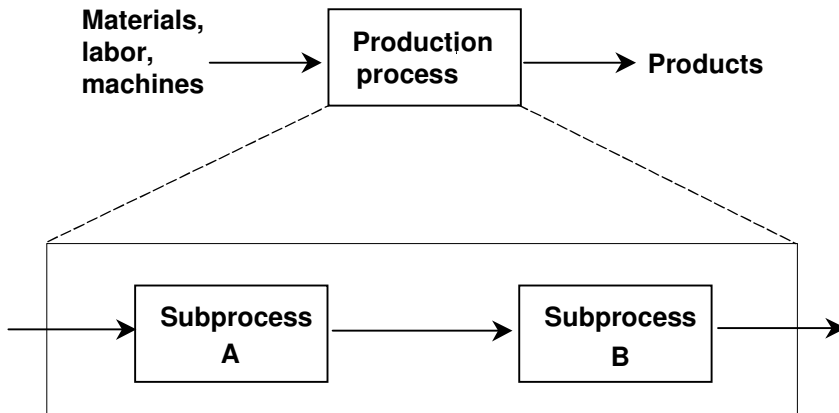 Materials,
labor,
machines
Production
process
Products
Subprocess
A
Subprocess
B